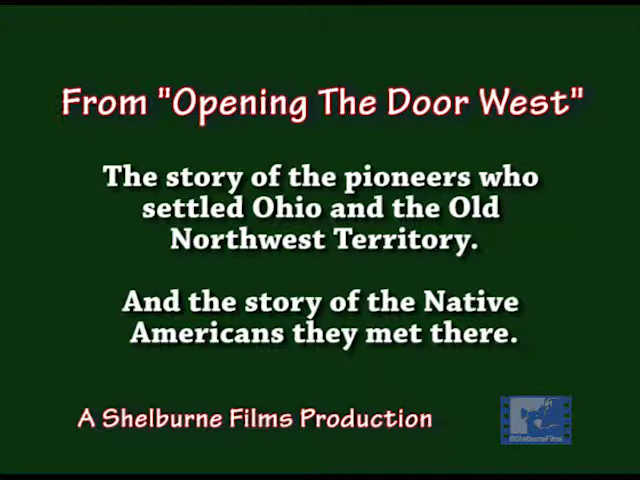 From "Opening The Door West"
The story of the pioneers who
settled Ohio and the Old
Northwest Territory.
And the story of the Native
Americans they met there.
A Shelburne Films Production
©ShelburneFilms